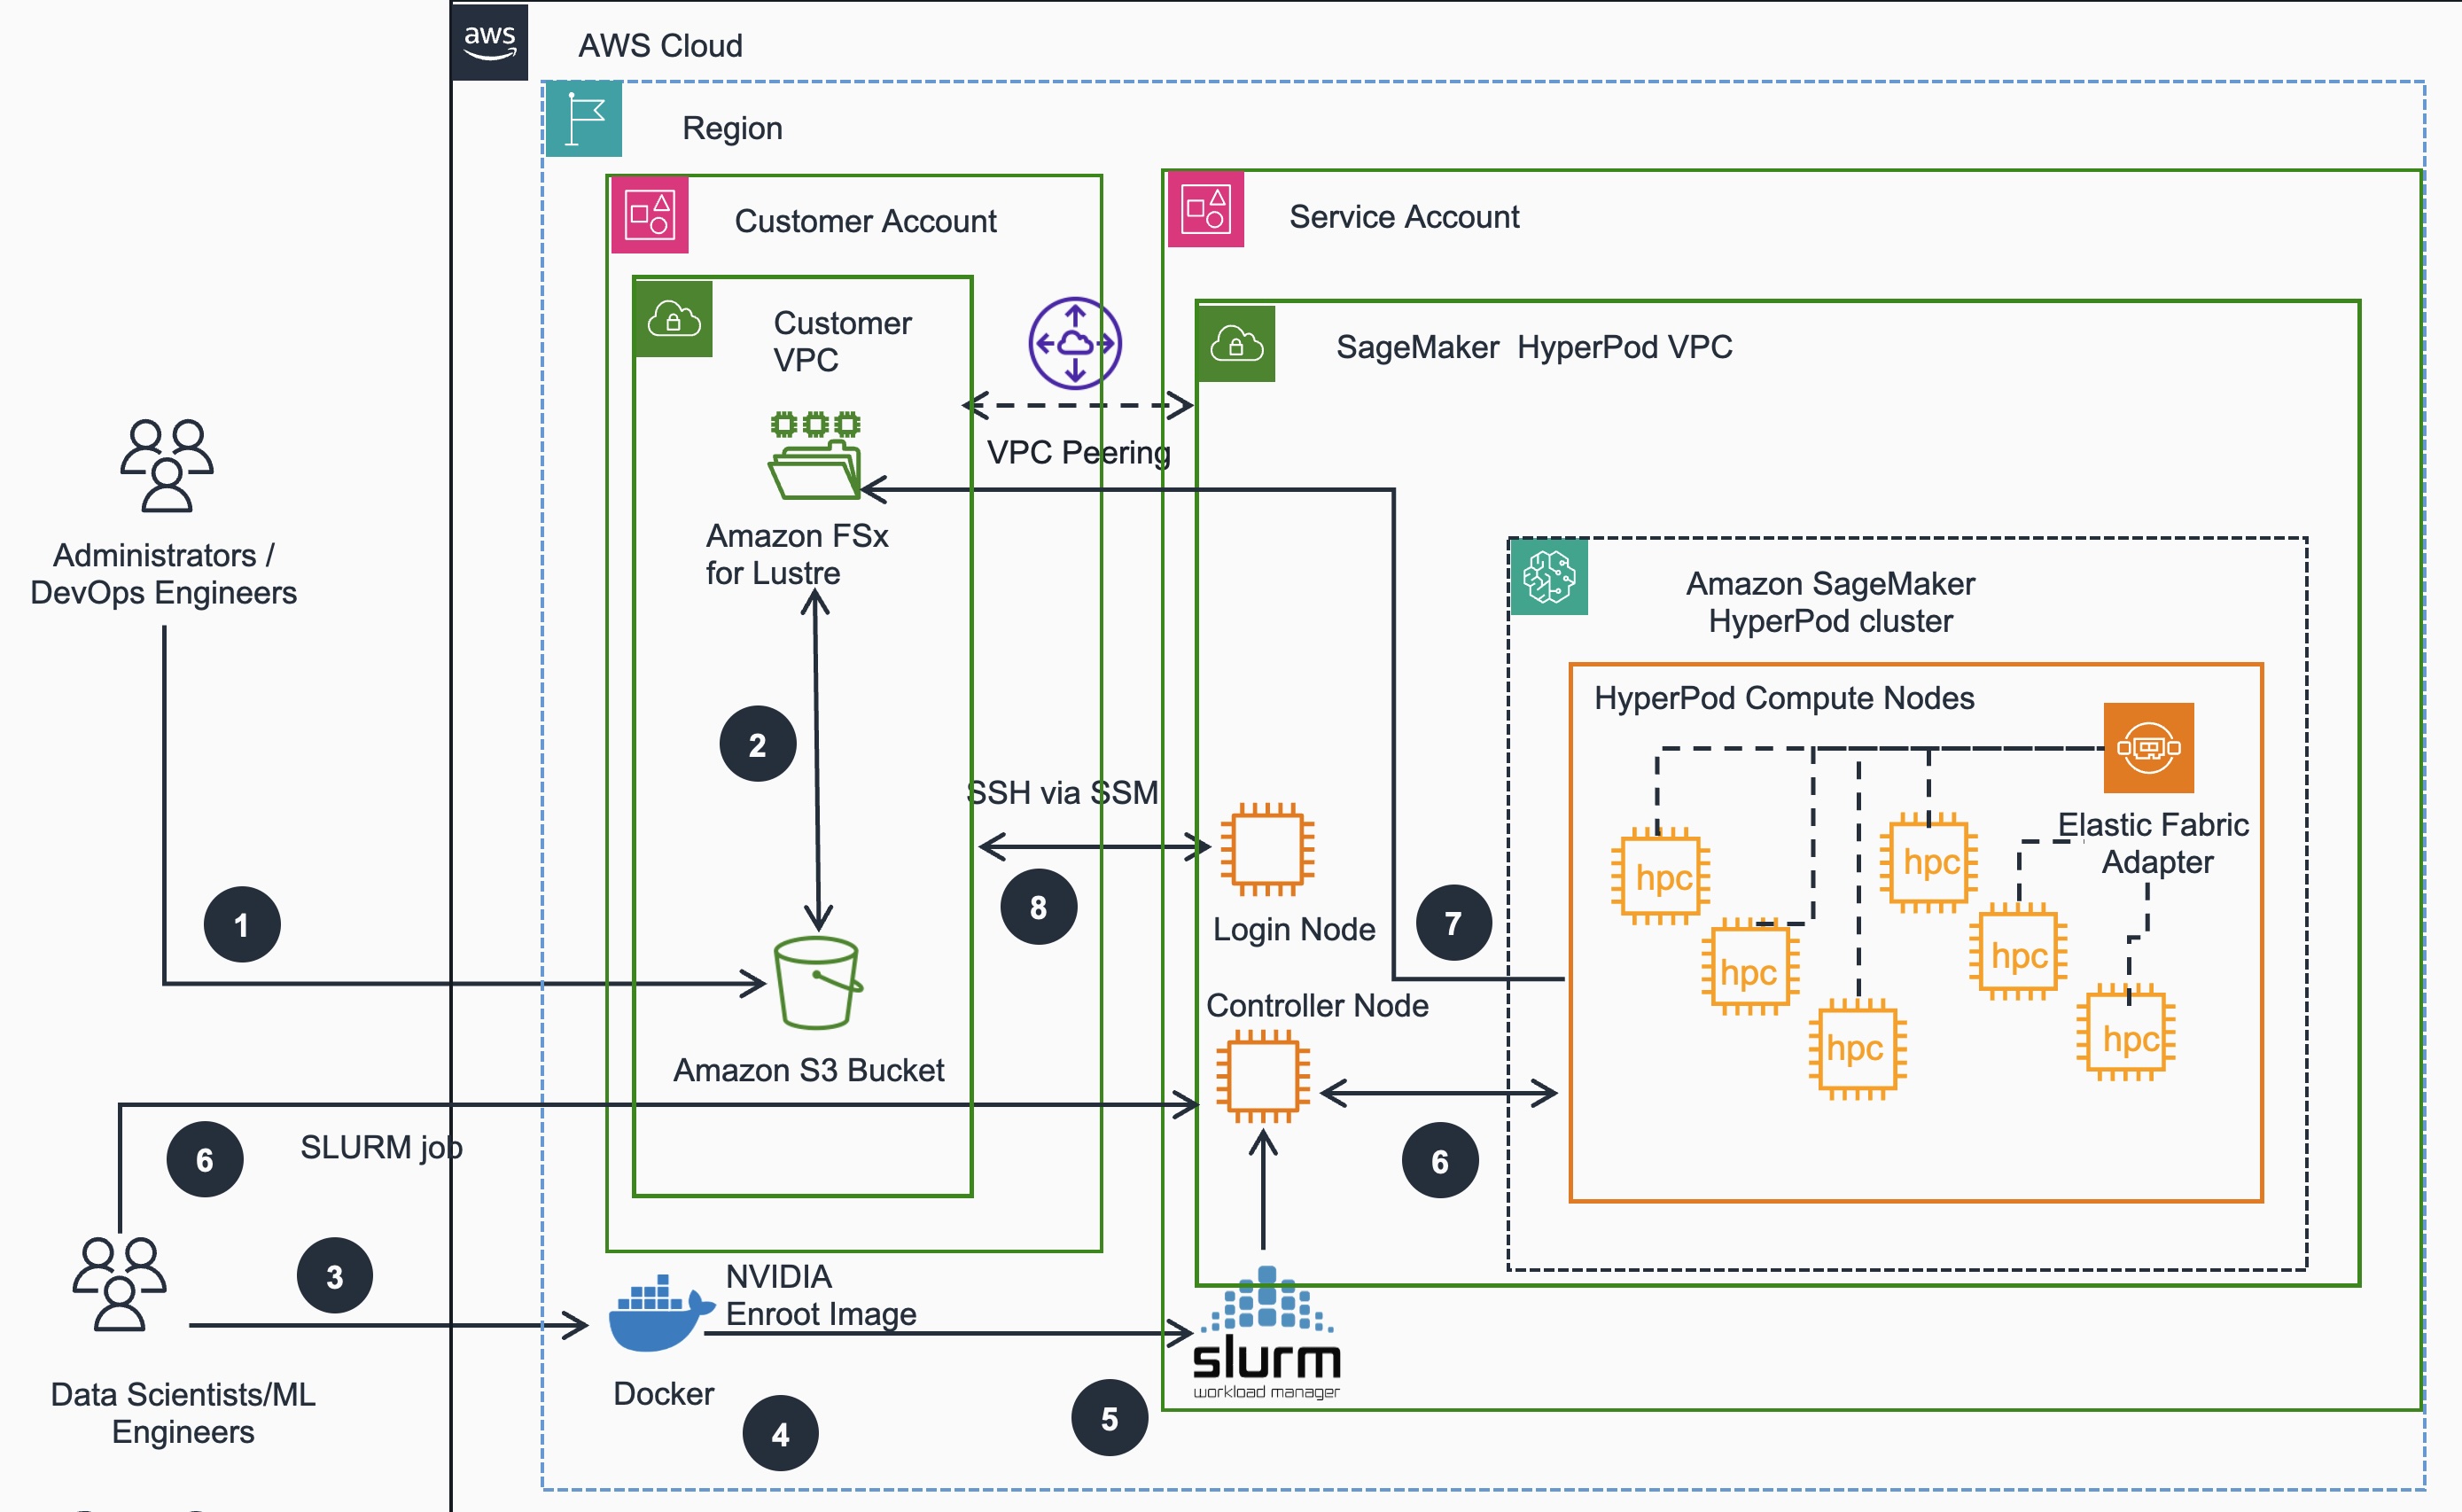 aws
AWS Cloud
Region
Customer Account
Service Account
Customer
VPC
SageMaker HyperPod VPC
VPC Peering
Amazon FSx
for Lustre
Administrators /
DevOps Engineers
Amazon SageMaker
HyperPod cluster
HyperPod Compute Nodes
2
SSH via SSM
Elastic Fabric
Adapter
hpc
hpc
hpc
hpc
hpc
hpc
1
8
7
Login Node
Controller Node
Amazon S3 Bucket
6
SLURM job
6
3
NVIDIA
Enroot Image
slurm
workload manager
Docker
Data Scientists/ML
Engineers
4
5